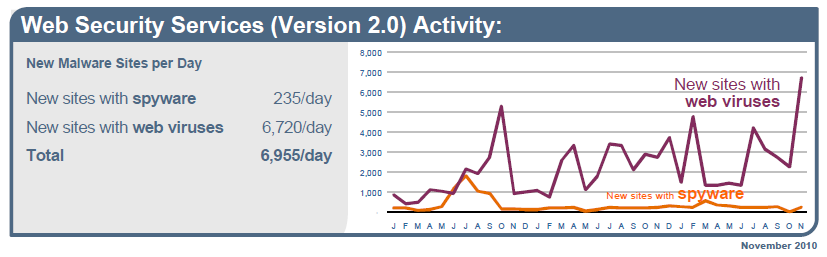 Web Security Services (Version 2.0) Activity:
New Malware Sites per Day
New sites with spyware 235/day
New sites with web viruses 6,720/day
Total 6,955/day
8,000
7,000
6,000
5,000
4,000
3,000
2,000
1,000
-
New sites with
web viruses
New sites with spyware
J F M A M J J A S O N D J F M A M J J A S O N D J F M A M J J A S O N
November 2010